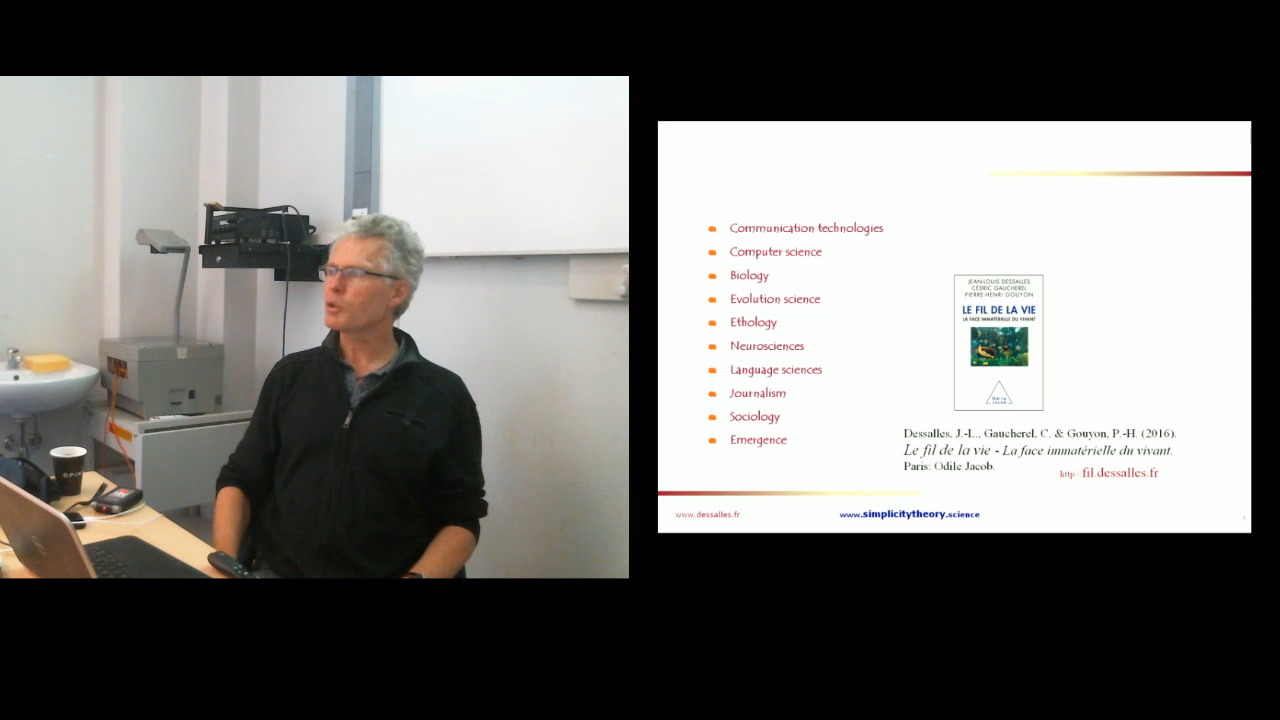 Communication technologies
Computer science
Biology
Evolution science
Ethology
Neurosciences
Language sciences
Journalism
Sociology
Emergence
JEAN-LOUIS DESSALLES
CÉDRIC GAUCHEREL
PIERRE-HENRI GOUYON
LE FIL DE LA VIE
LA FACE IMMATÉRIELLE DU VIVANT
Dessalles, J.-L., Gaucherel, C. & Gouyon, P.-H. (2016).
Le fil de la vie - La face immatérielle du vivant.
Paris: Odile Jacob.
http://fil.dessalles.fr
www.dessalles.fr
www.simplicitytheory.science